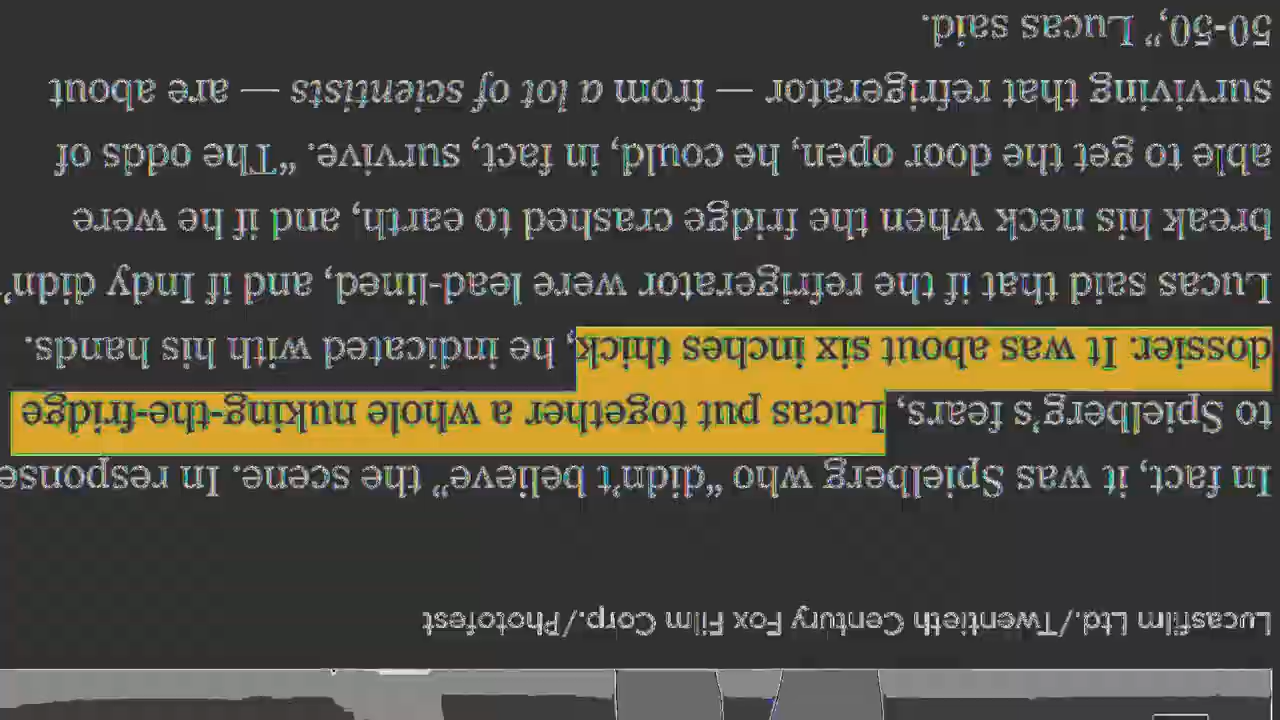 Lucasfilm Ltd./Twentieth Century Fox Film Corp./Photofest
In fact, it was Spielberg who “didn’t believe” the scene. In response
to Spielberg’s fears, Lucas put together a whole nuking-the-fridge
dossier. It was about six inches thick, he indicated with his hands.
Lucas said that if the refrigerator were lead-lined, and if Indy didn’
break his neck when the fridge crashed to earth, and if he were
able to get the door open, he could, in fact, survive. “The odds of
surviving that refrigerator — from a lot of scientists — are about
50-50,” Lucas said.